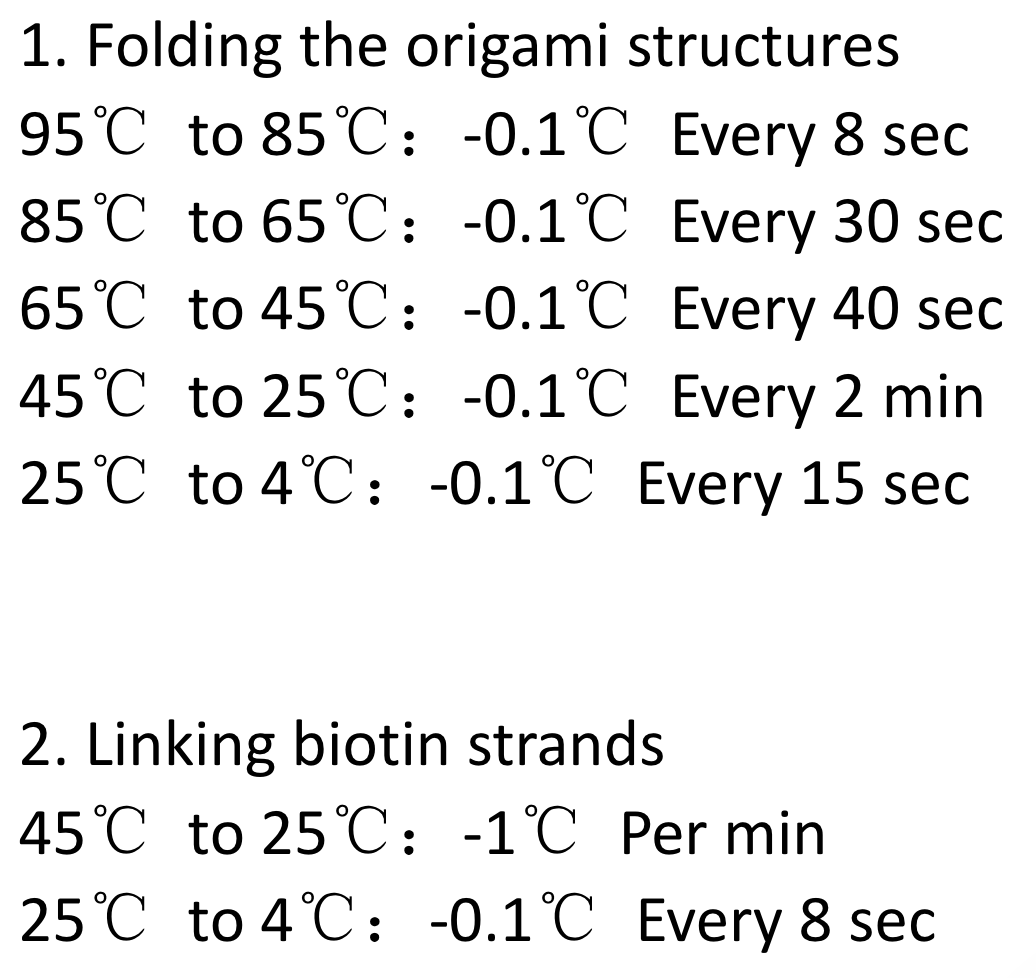 1. Folding the origami structures
95℃ to 85℃：-0.1℃ Every 8 sec
85℃ to 65℃：-0.1℃ Every 30 sec
65℃ to 45℃：-0.1℃ Every 40 sec
45℃ to 25℃：-0.1℃ Every 2 min
25℃ to 4℃：-0.1℃ Every 15 sec
2. Linking biotin strands
45℃ to 25℃：-1℃ Per min
25℃ to 4℃：-0.1℃ Every 8 sec